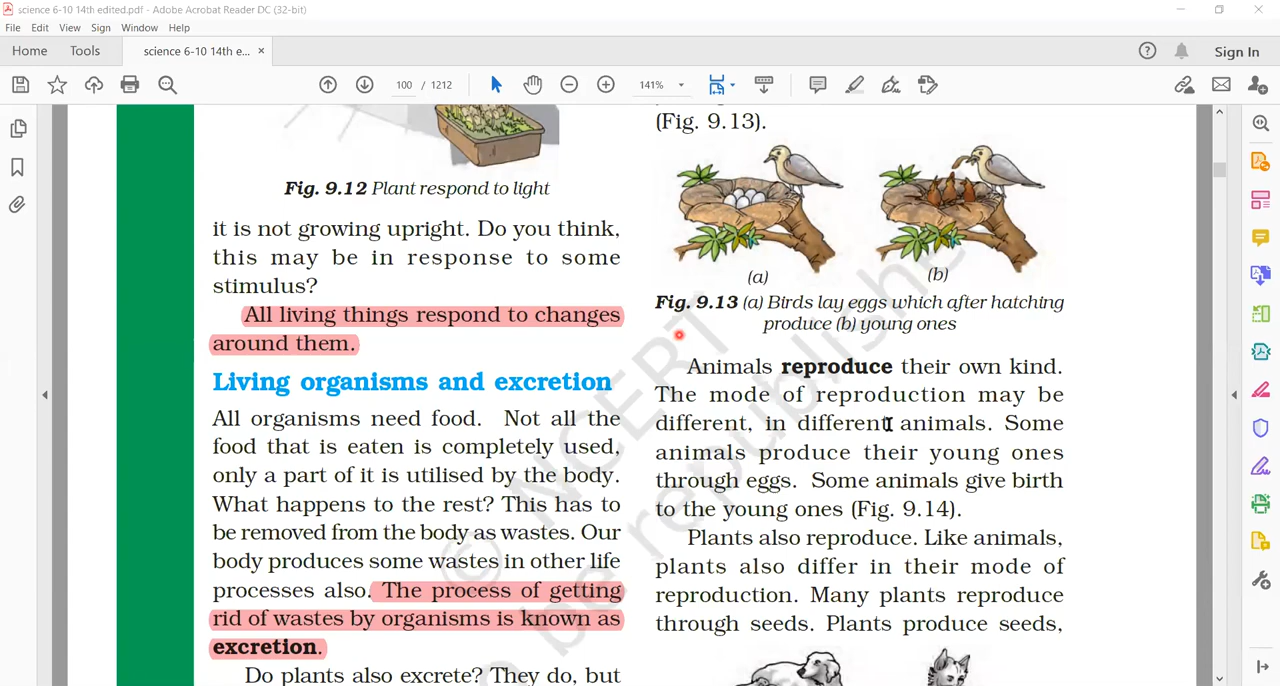 science 6-10 14th edited.pdf - Adobe Acrobat Reader DC (32-bit)
File Edit View Sign Window Help
Home Tools science 6-10 14th e... ×
Sign In
100 / 1212 141%
Fig. 9.12 Plant respond to light
it is not growing upright. Do you think,
this may be in response to some
stimulus?
All living things respond to changes
around them.
Living organisms and excretion
All organisms need food. Not all the
food that is eaten is completely used,
only a part of it is utilised by the body.
What happens to the rest? This has to
be removed from the body as wastes. Our
body produces some wastes in other life
processes also. The process of getting
rid of wastes by organisms is known as
excretion.
Do plants also excrete? They do, but
(Fig. 9.13).
(a) (b)
Fig. 9.13 (a) Birds lay eggs which after hatching
produce (b) young ones
Animals reproduce their own kind.
The mode of reproduction may be
different, in different animals. Some
animals produce their young ones
through eggs. Some animals give birth
to the young ones (Fig. 9.14).
Plants also reproduce. Like animals,
plants also differ in their mode of
reproduction. Many plants reproduce
through seeds. Plants produce seeds,
© NCERT
be republishe